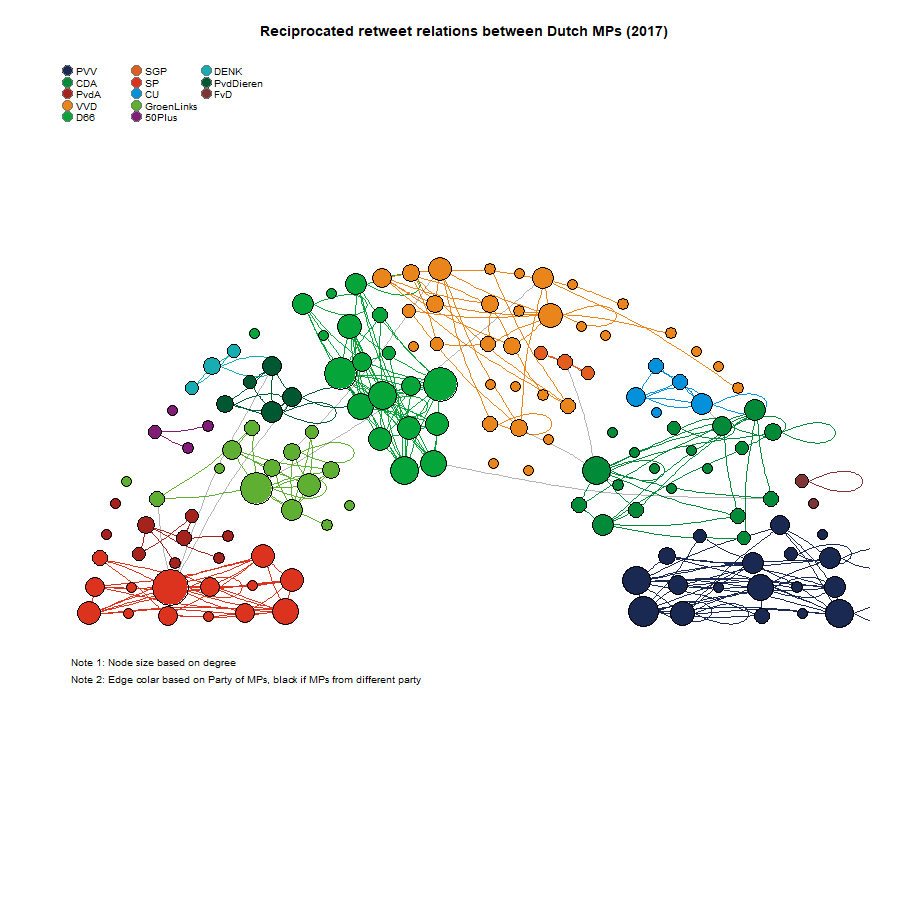 Reciprocated retweet relations between Dutch MPs (2017)
PVV
CDA
PvdA
VVD
D66
SGP
SP
CU
GroenLinks
50Plus
DENK
PvdDieren
FvD
Note 1: Node size based on degree
Note 2: Edge colar based on Party of MPs, black if MPs from different party